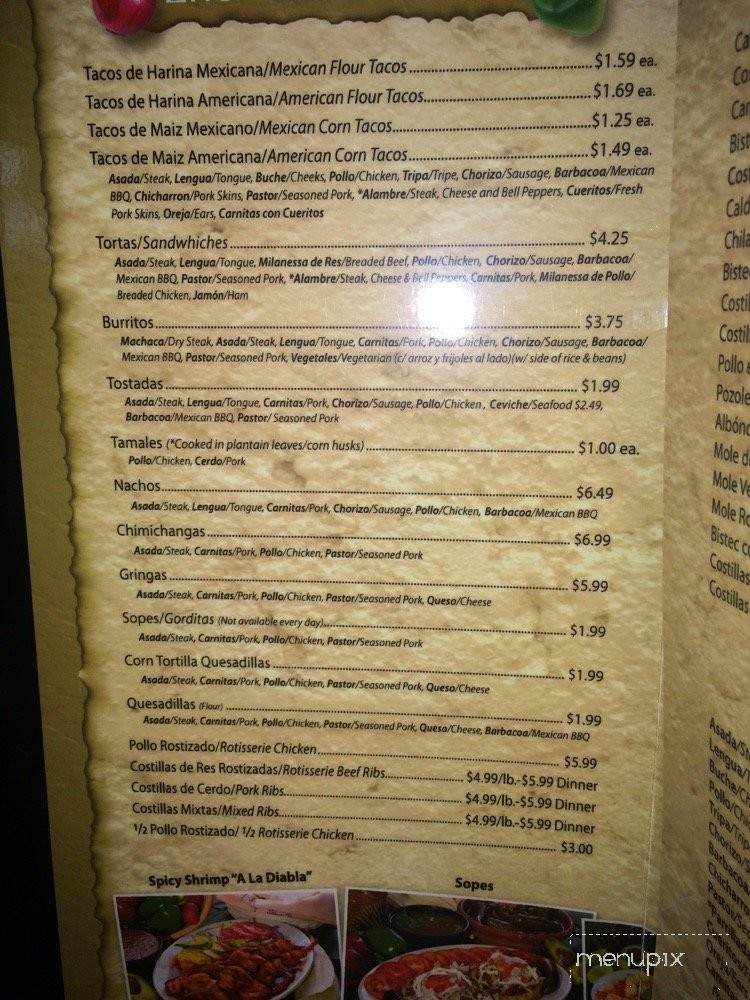 Tacos de Harina Mexicana/Mexican Flour Tacos $1.59 ea.
Tacos de Harina Americana/American Flour Tacos $1.69 ea.
Tacos de Maiz Mexicano/Mexican Corn Tacos $1.25 ea.
Tacos de Maiz Americana/American Corn Tacos $1.49 ea.
Asada/Steak, Lengua/Tongue, Buche/Cheeks, Pollo/Chicken, Tripa/Tripe, Chorizo/Sausage, Barbacoa/Mexican
BBQ, Chicharron/Pork Skins, Pastor/Seasoned Pork, *Alambre/Steak, Cheese and Bell Peppers, Cueritos/Fresh
Pork Skins, Oreja/Ears, Carnitas con Cueritos
Tortas/Sandwhiches $4.25
Asada/Steak, Lengua/Tongue, Milanessa de Res/Breaded Beef, Pollo/Chicken, Chorizo/Sausage, Barbacoa/
Mexican BBQ, Pastor/Seasoned Pork, *Alambre/Steak, Cheese & Bell Peppers, Carnitas/Pork, Milanessa de Pollo/
Breaded Chicken, Jamón/Ham
Burritos $3.75
Machaca/Dry Steak, Asada/Steak, Lengua/Tongue, Carnitas/Pork, Pollo/Chicken, Chorizo/Sausage, Barbacoa/
Mexican BBQ, Pastor/Seasoned Pork, Vegetales/Vegetarian (c/ arroz y frijoles al lado)(w/ side of rice & beans)
Tostadas $1.99
Asada/Steak, Lengua/Tongue, Carnitas/Pork, Chorizo/Sausage, Pollo/Chicken, Ceviche/Seafood $2.49,
Barbacoa/Mexican BBQ, Pastor/ Seasoned Pork
Tamales (*Cooked in plantain leaves/corn husks) $1.00 ea.
Pollo/Chicken, Cerdo/Pork
Nachos $6.49
Asada/Steak, Lengua/Tongue, Carnitas/Pork, Chorizo/Sausage, Pollo/Chicken, Barbacoa/Mexican BBQ
Chimichangas $6.99
Asada/Steak, Carnitas/Pork, Pollo/Chicken, Pastor/Seasoned Pork
Gringas $5.99
Asada/Steak, Carnitas/Pork, Pollo/Chicken, Pastor/Seasoned Pork, Queso/Cheese
Sopes/Gorditas (Not available every day) $1.99
Asada/Steak, Carnitas/Pork, Pollo/Chicken, Pastor/Seasoned Pork
Corn Tortilla Quesadillas $1.99
Asada/Steak, Carnitas/Pork, Pollo/Chicken, Pastor/Seasoned Pork, Queso/Cheese
Quesadillas (Flour) $1.99
Asada/Steak, Carnitas/Pork, Pollo/Chicken, Pastor/Seasoned Pork, Queso/Cheese, Barbacoa/Mexican BBQ
Pollo Rostizado/Rotisserie Chicken $5.99
Costillas de Res Rostizadas/Rotisserie Beef Ribs $4.99/lb.-$5.99 Dinner
Costillas de Cerdo/Pork Ribs $4.99/lb.-$5.99 Dinner
Costillas Mixtas/Mixed Ribs $4.99/lb.-$5.99 Dinner
1/2 Pollo Rostizado/ 1/2 Rotisserie Chicken $3.00
Spicy Shrimp "A La Diabla"
Sopes
menupix
Pollo
Pozole
Mole
Costillas
Costillas